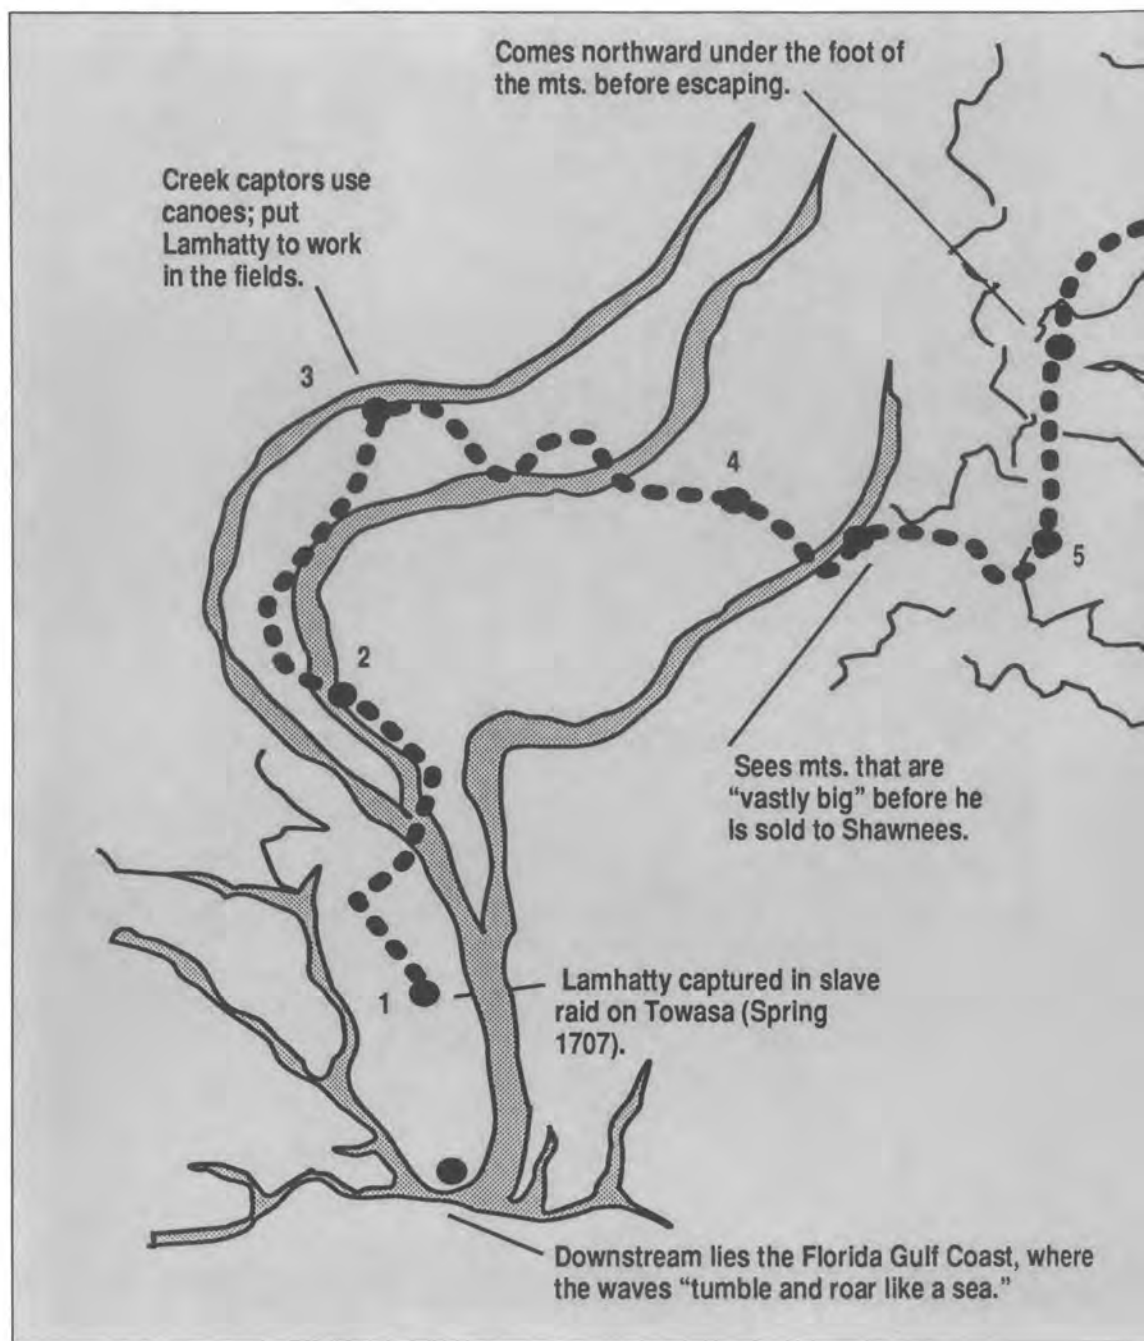 Comes northward under the foot of
the mts. before escaping.
Creek captors use
canoes; put
Lamhatty to work
in the fields.
3
4
5
2
Sees mts. that are
“vastly big” before he
is sold to Shawnees.
1
Lamhatty captured in slave
raid on Towasa (Spring
1707).
Downstream lies the Florida Gulf Coast, where
the waves “tumble and roar like a sea.”